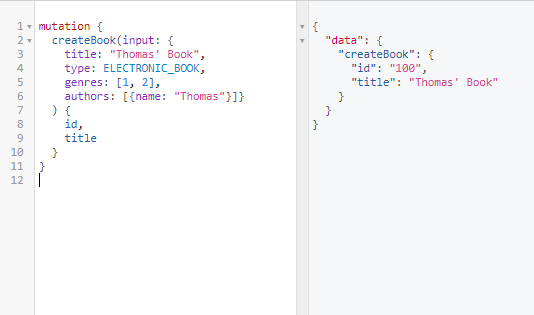 1 mutation {
2 createBook(input: {
3 title: "Thomas' Book",
4 type: ELECTRONIC_BOOK,
5 genres: [1, 2],
6 authors: [{name: "Thomas"}]}
7 ) {
8 id,
9 title
10 }
11 }
12
{
"data": {
"createBook": {
"id": "100",
"title": "Thomas' Book"
}
}
}